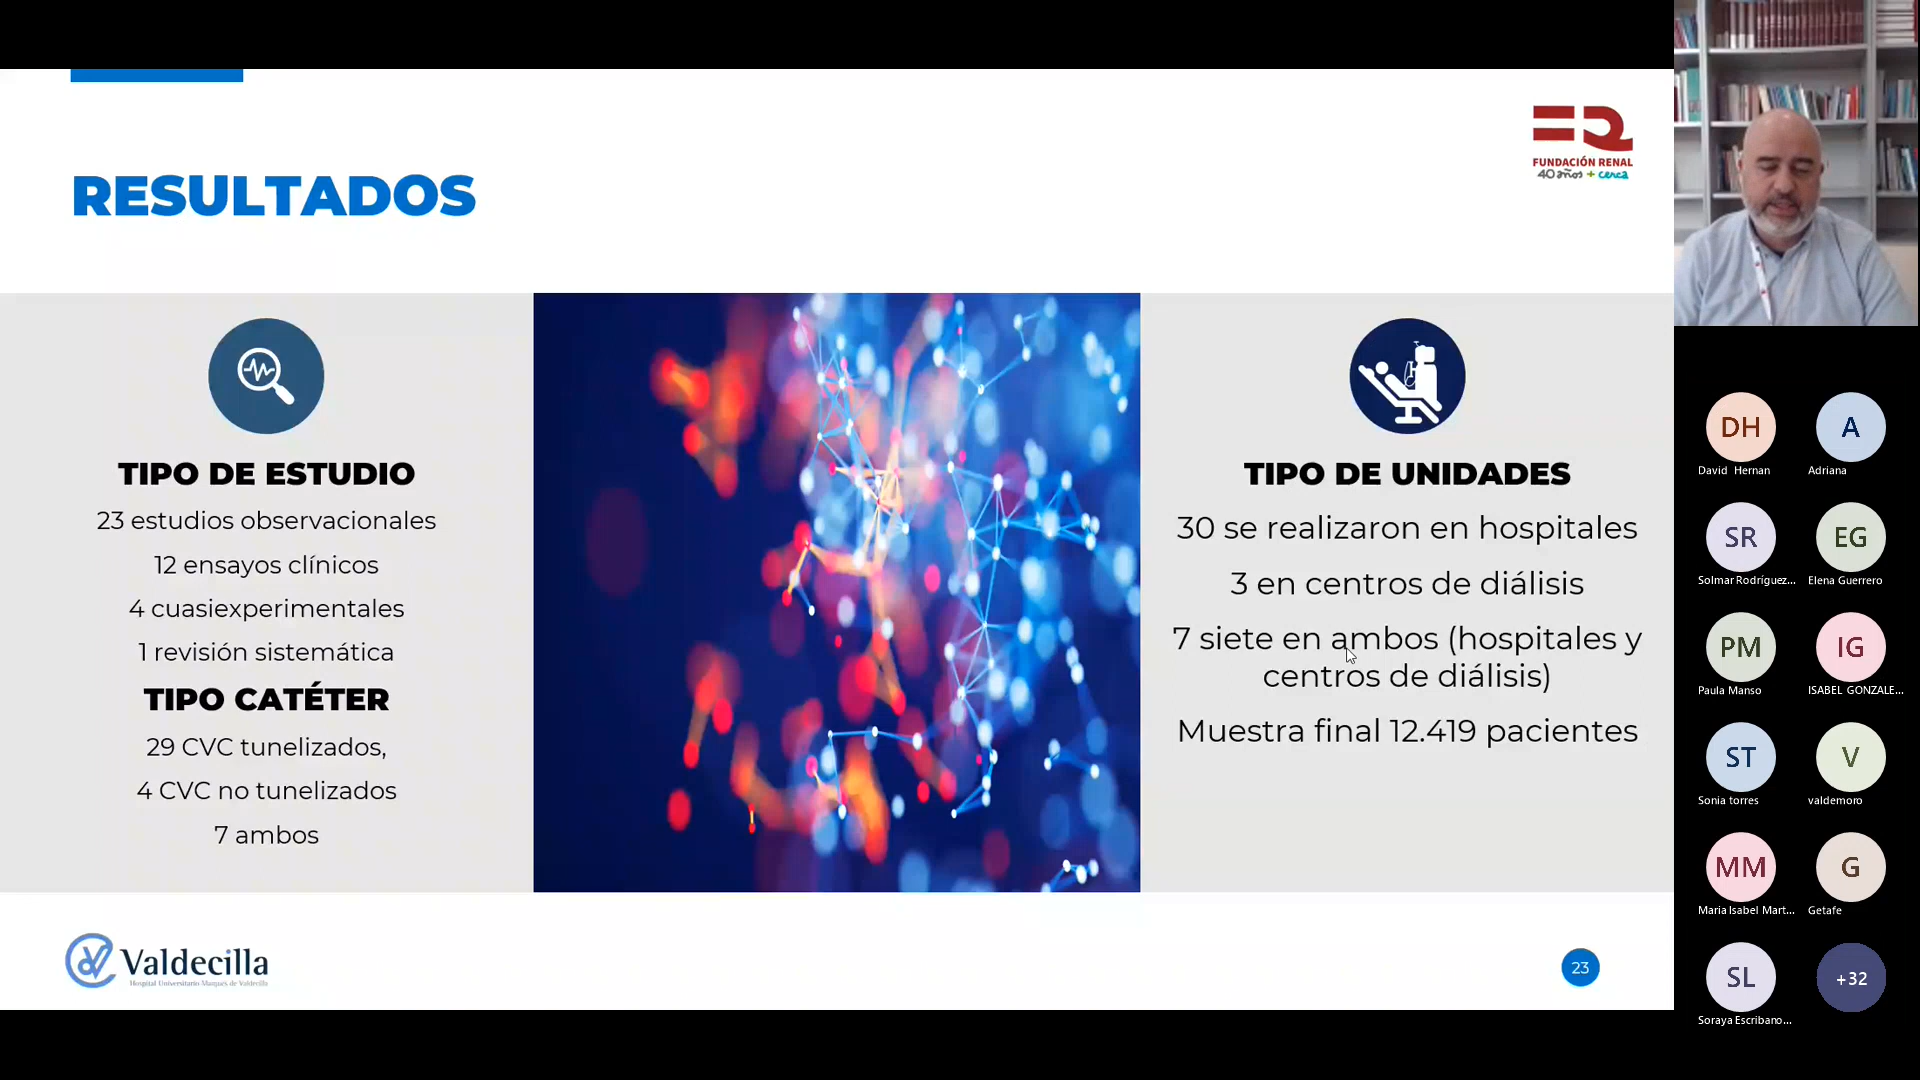 FUNDACIÓN RENAL
40 años + cerca
RESULTADOS
TIPO DE ESTUDIO
23 estudios observacionales
12 ensayos clínicos
4 cuasiexperimentales
1 revisión sistemática
TIPO CATÉTER
29 CVC tunelizados,
4 CVC no tunelizados
7 ambos
TIPO DE UNIDADES
30 se realizaron en hospitales
3 en centros de diálisis
7 siete en ambos (hospitales y
centros de diálisis)
Muestra final 12.419 pacientes
Valdecilla
Hospital Universitario Marqués de Valdecilla
23
DH
David Hernan
A
Adriana
SR
Solmar Rodríguez...
EG
Elena Guerrero
PM
Paula Manso
IG
ISABEL GONZALE...
ST
Sonia torres
V
valdemoro
MM
Maria Isabel Mart...
G
Getafe
SL
Soraya Escribano...
+32